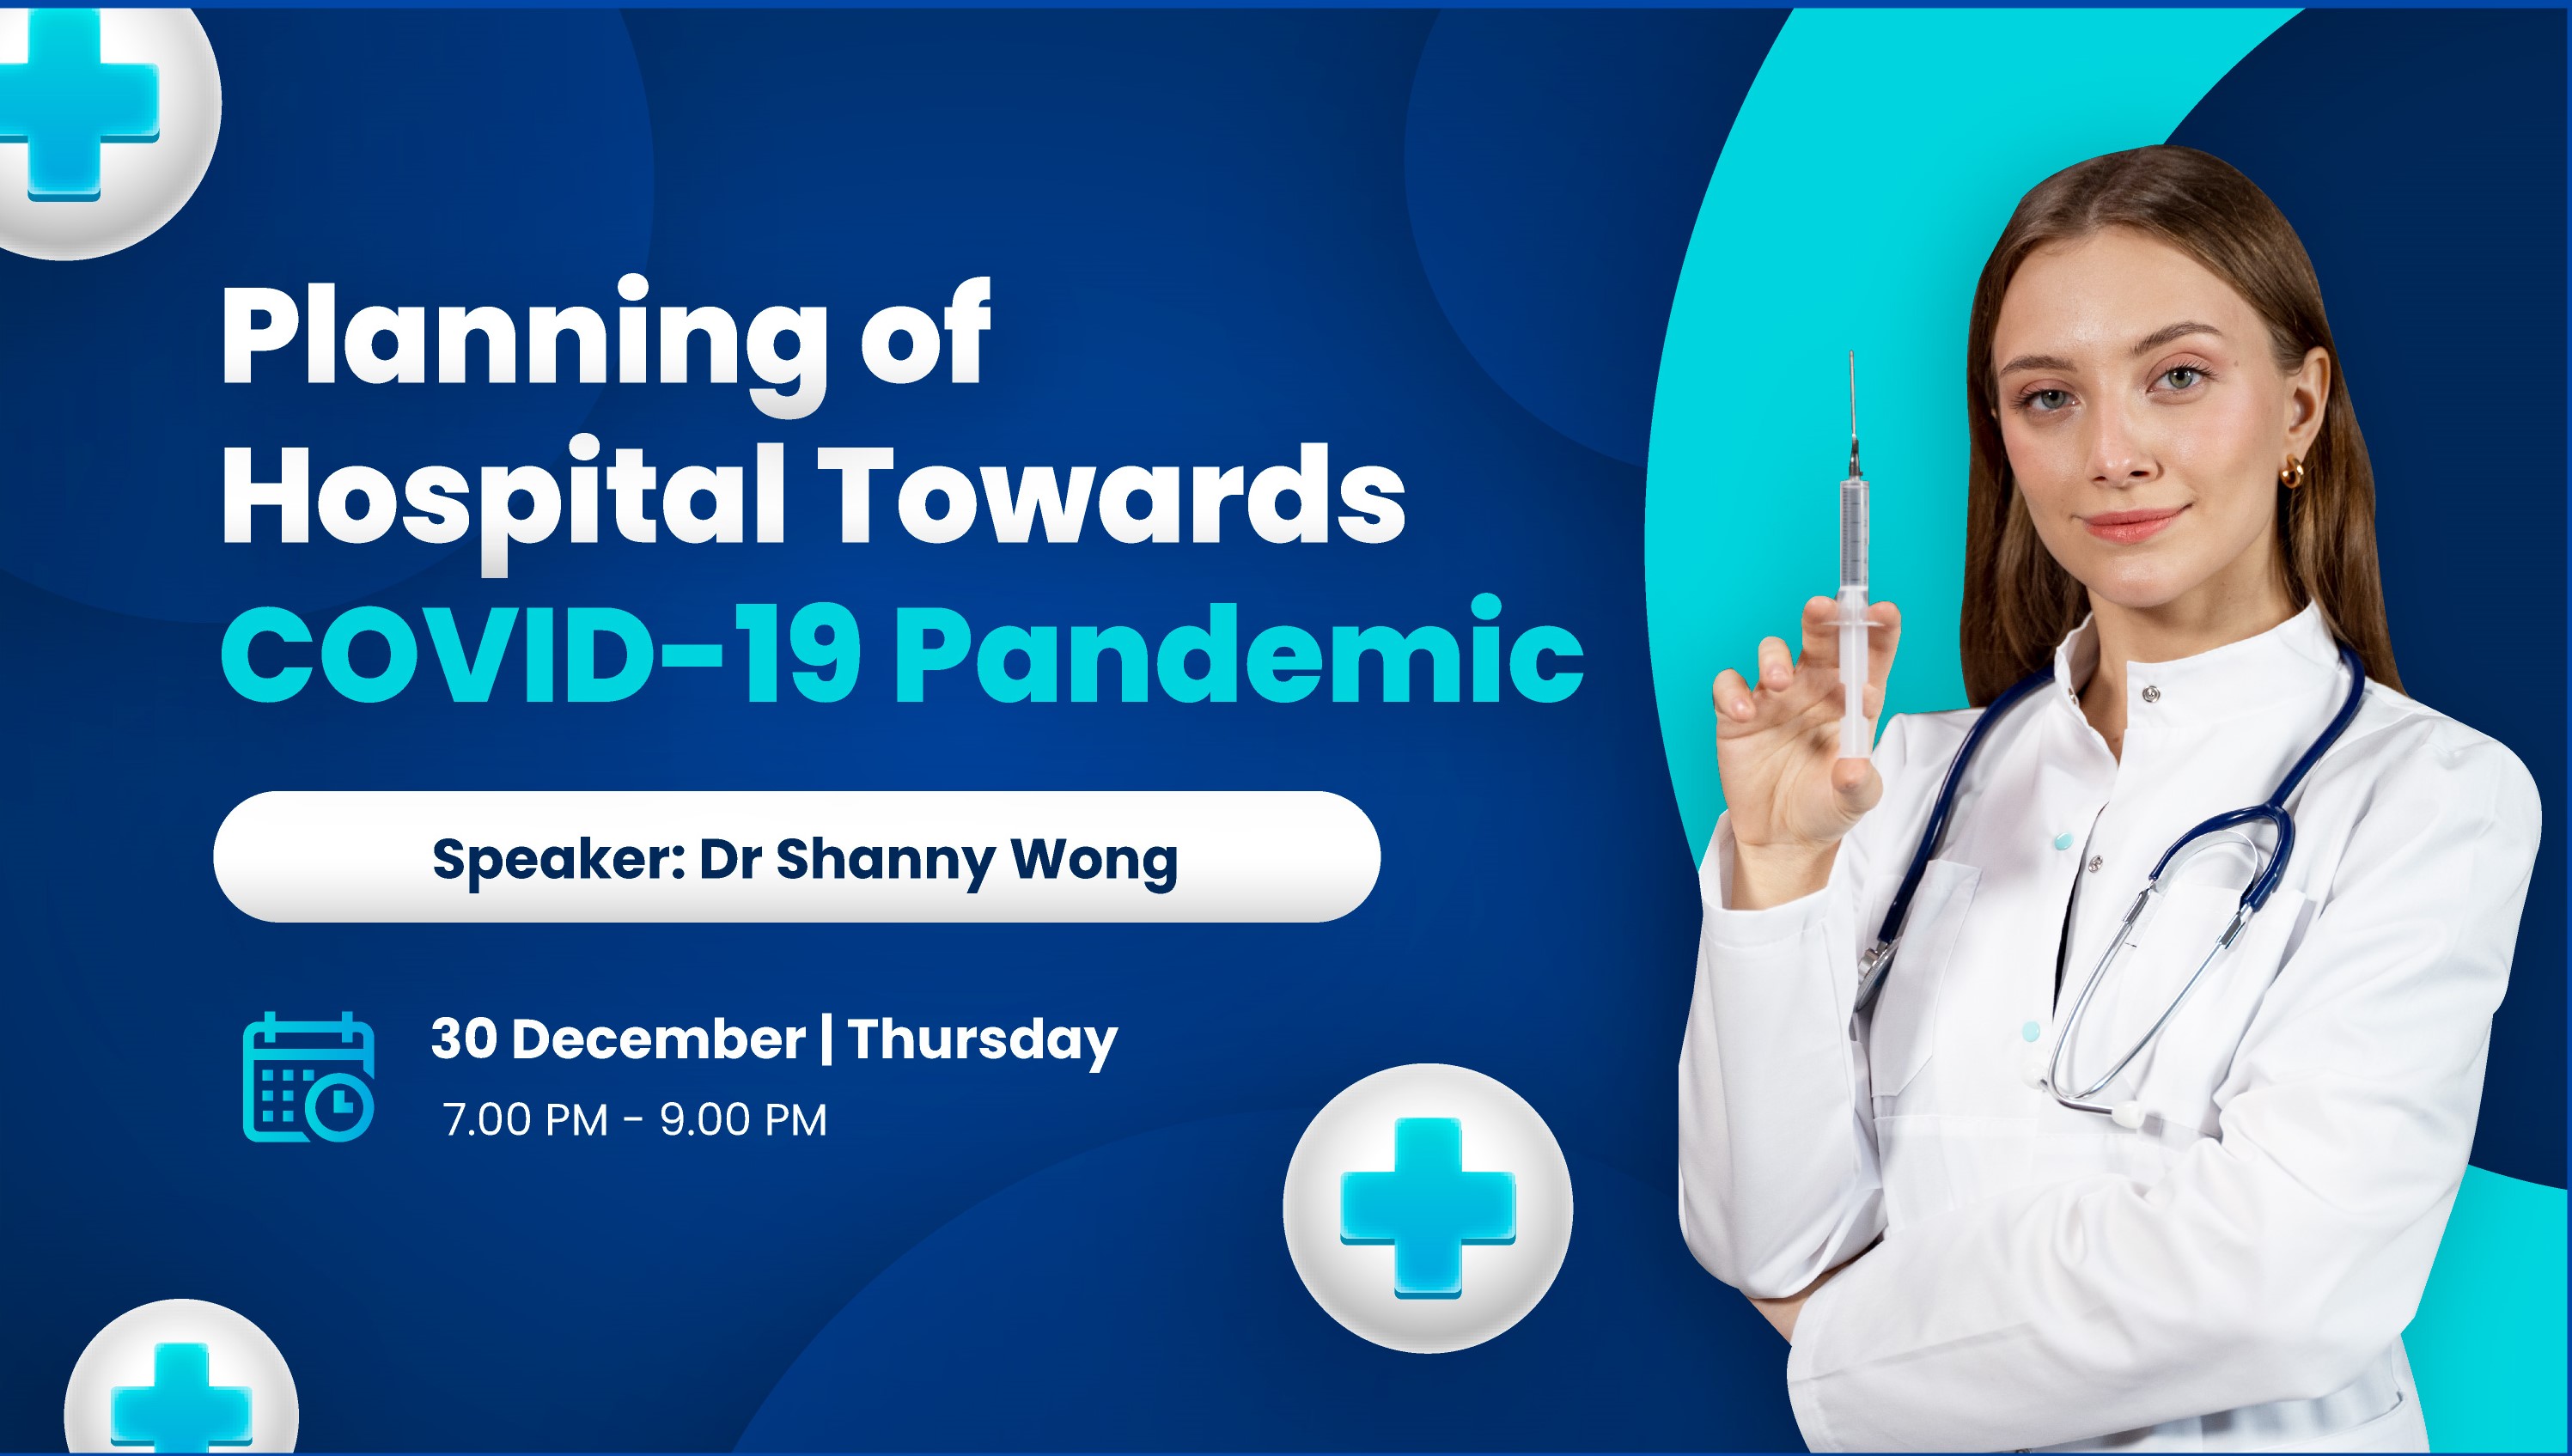 Planning of
Hospital Towards
COVID-19 Pandemic
Speaker: Dr Shanny Wong
30 December | Thursday
7.00 PM - 9.00 PM